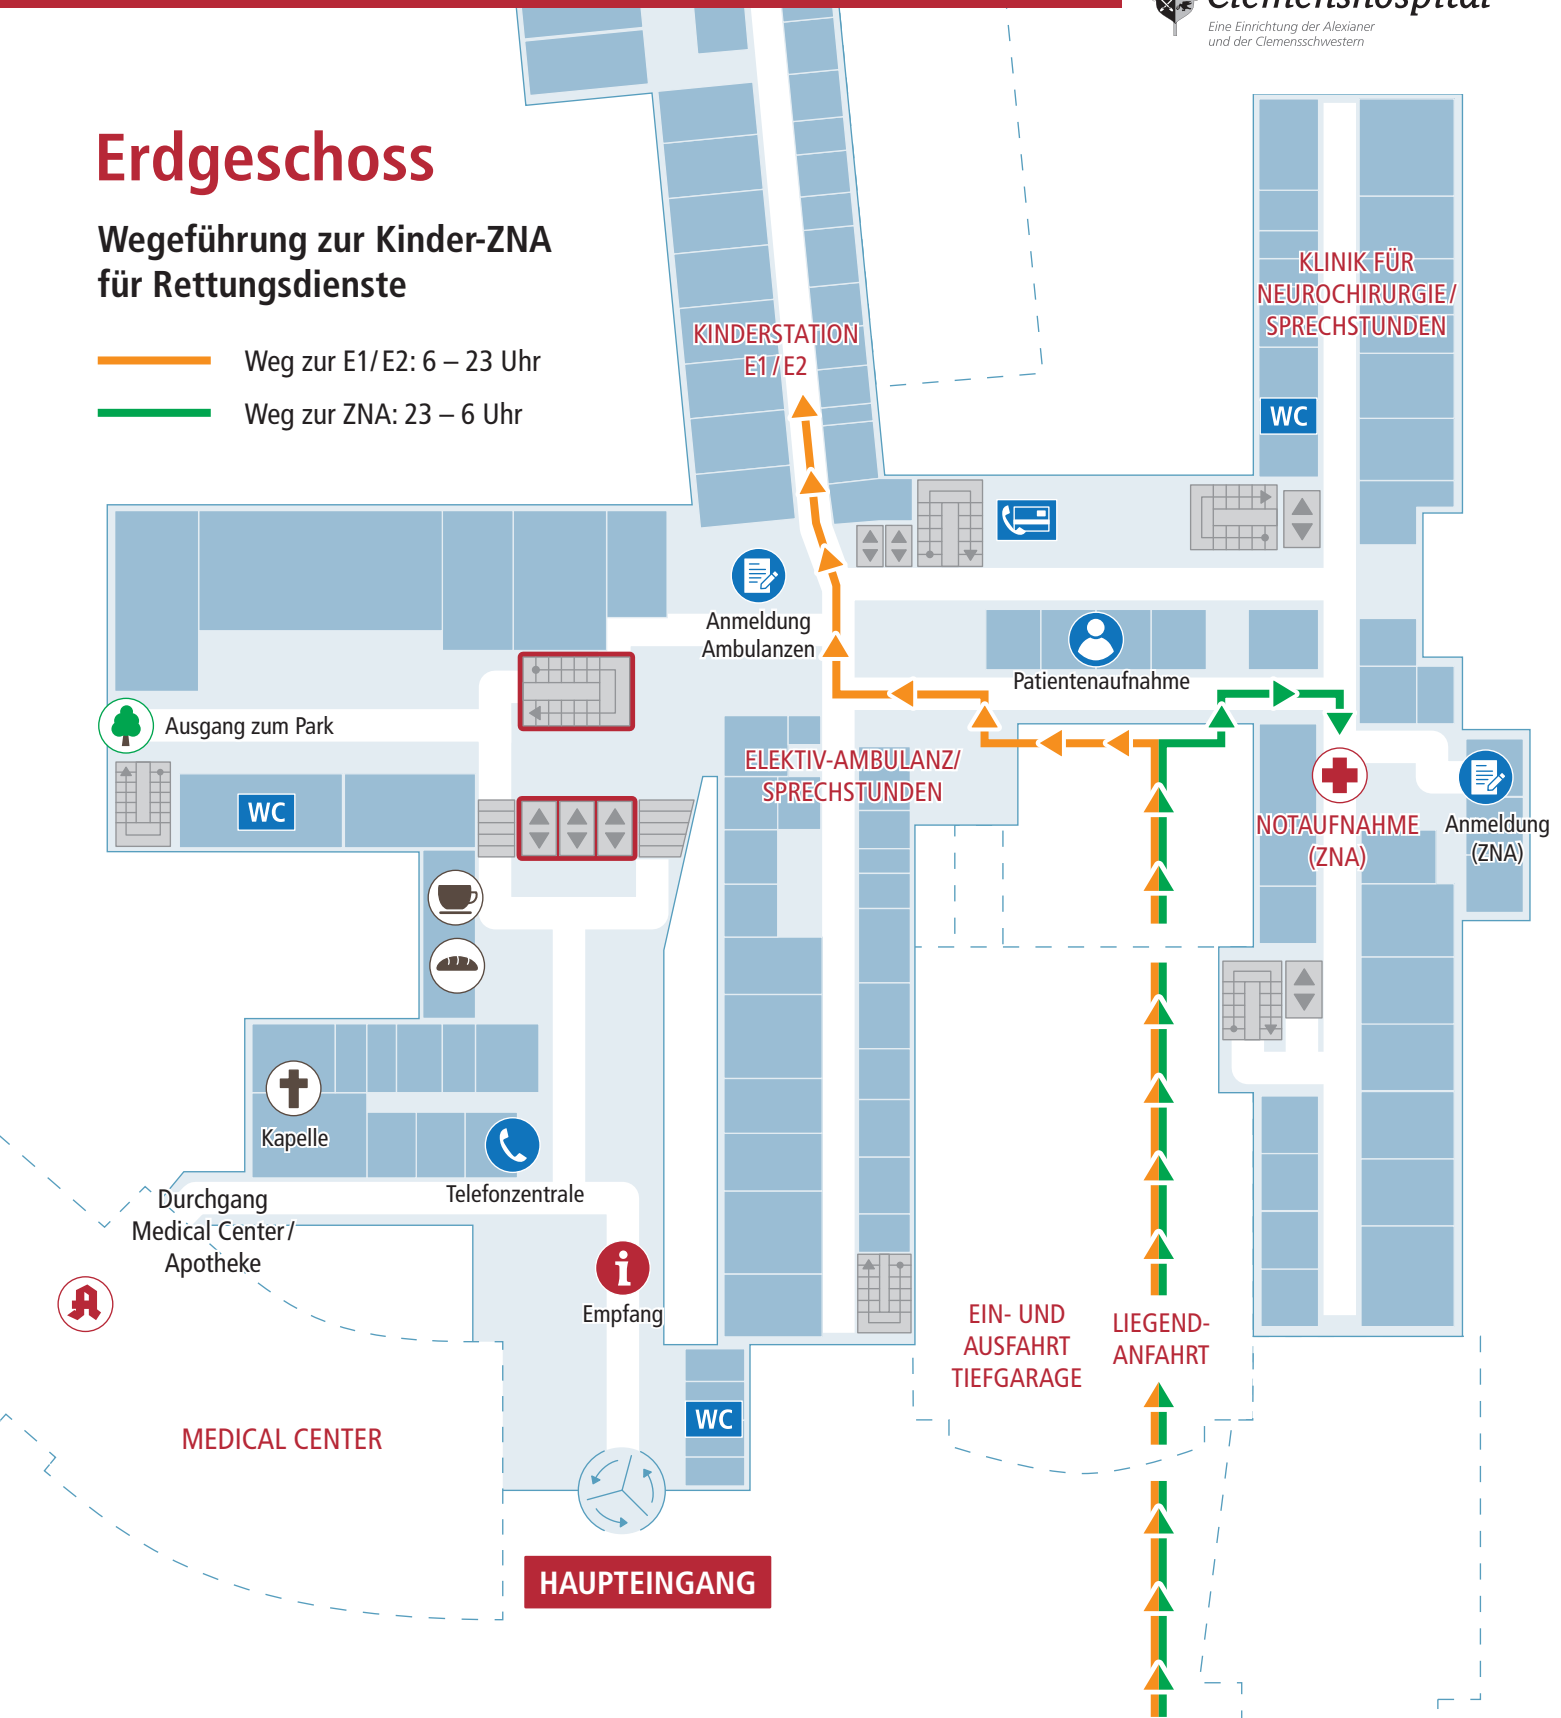 Clemenshospital
Eine Einrichtung der Alexianer
und der Clemensschwestern
Erdgeschoss
Wegeführung zur Kinder-ZNA
für Rettungsdienste
Weg zur E1/E2: 6 – 23 Uhr
Weg zur ZNA: 23 – 6 Uhr
KINDERSTATION
E1/E2
KLINIK FÜR
NEUROCHIRURGIE/
SPRECHSTUNDEN
WC
Anmeldung
Ambulanzen
Patientenaufnahme
Ausgang zum Park
WC
ELEKTIV-AMBULANZ/
SPRECHSTUNDEN
NOTAUFNAHME
(ZNA)
Anmeldung
(ZNA)
Kapelle
Telefonzentrale
Durchgang
Medical Center/
Apotheke
Empfang
EIN- UND
AUSFAHRT
TIEFGARAGE
LIEGEND-
ANFAHRT
WC
MEDICAL CENTER
HAUPTEINGANG